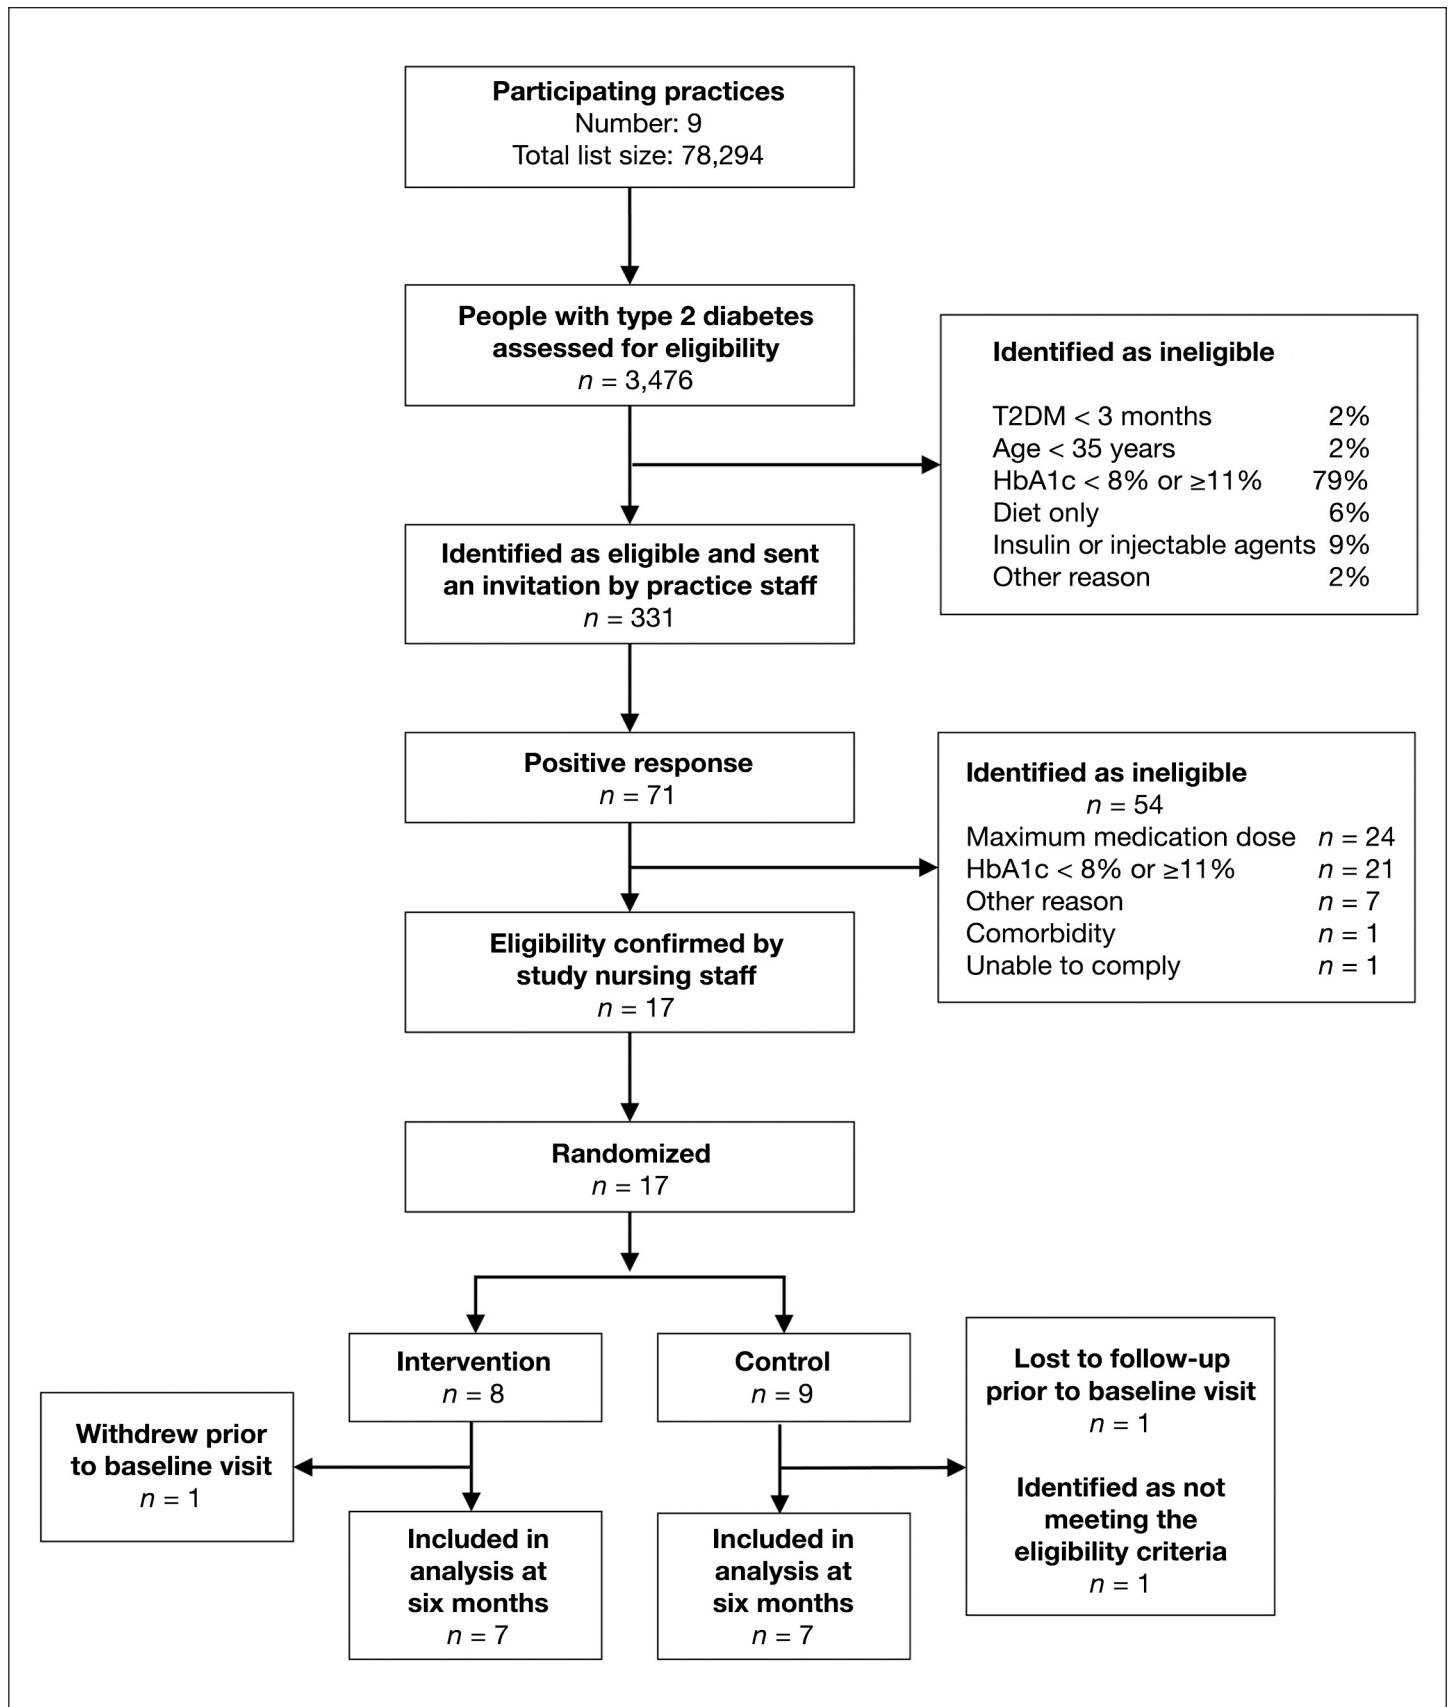 Participating practices
Number: 9
Total list size: 78,294
People with type 2 diabetes
assessed for eligibility
n = 3,476
Identified as ineligible
T2DM < 3 months 2%
Age < 35 years 2%
HbA1c < 8% or ≥11% 79%
Diet only 6%
Insulin or injectable agents 9%
Other reason 2%
Identified as eligible and sent
an invitation by practice staff
n = 331
Positive response
n = 71
Identified as ineligible
n = 54
Maximum medication dose n = 24
HbA1c < 8% or ≥11% n = 21
Other reason n = 7
Comorbidity n = 1
Unable to comply n = 1
Eligibility confirmed by
study nursing staff
n = 17
Randomized
n = 17
Intervention
n = 8
Control
n = 9
Withdrew prior
to baseline visit
n = 1
Lost to follow-up
prior to baseline visit
n = 1
Identified as not
meeting the
eligibility criteria
n = 1
Included in
analysis at
six months
n = 7
Included in
analysis at
six months
n = 7